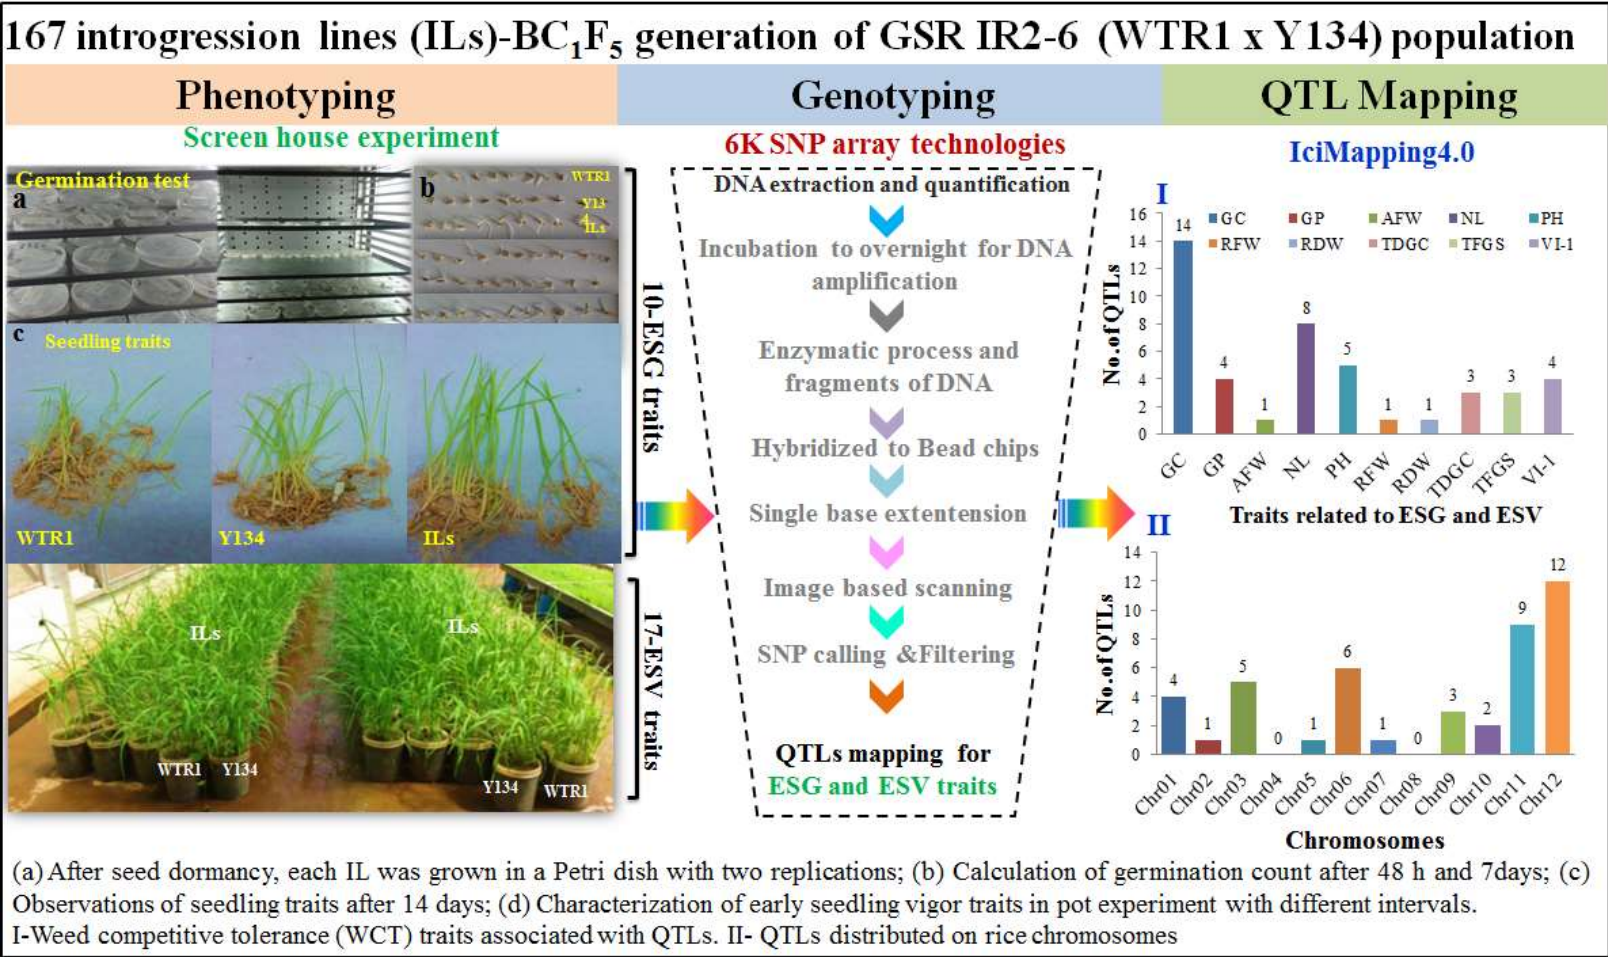 167 introgression lines (ILs)-BC1F5 generation of GSR IR2-6 (WTR1 x Y134) population
Phenotyping
Genotyping
QTL Mapping
Screen house experiment
Germination test
a
b
WTR1
Y13
4
ILs
c
Seedling traits
WTR1
Y134
ILs
10-ESG traits
ILs
ILs
WTR1
Y134
Y134
WTR1
17-ESV traits
6K SNP array technologies
DNA extraction and quantification
Incubation to overnight for DNA
amplification
Enzymatic process and
fragments of DNA
Hybridized to Bead chips
Single base extentension
Image based scanning
SNP calling &Filtering
QTLs mapping for
ESG and ESV traits
IciMapping4.0
I
No.of QTLs
16
14
12
10
8
6
4
2
0
GC GP AFW NL PH
RFW RDW TDGC TFGS VI-1
14 4 1 8 5 1 1 3 3 4
GC GP AFW NL PH RFW RDW TDGC TFGS VI-1
Traits related to ESG and ESV
II
No.of QTLs
14
12
10
8
6
4
2
0
4 1 5 0 1 6 1 0 3 2 9 12
Chr01 Chr02 Chr03 Chr04 Chr05 Chr06 Chr07 Chr08 Chr09 Chr10 Chr11 Chr12
Chromosomes
(a) After seed dormancy, each IL was grown in a Petri dish with two replications; (b) Calculation of germination count after 48 h and 7days; (c)
Observations of seedling traits after 14 days; (d) Characterization of early seedling vigor traits in pot experiment with different intervals.
I-Weed competitive tolerance (WCT) traits associated with QTLs. II- QTLs distributed on rice chromosomes